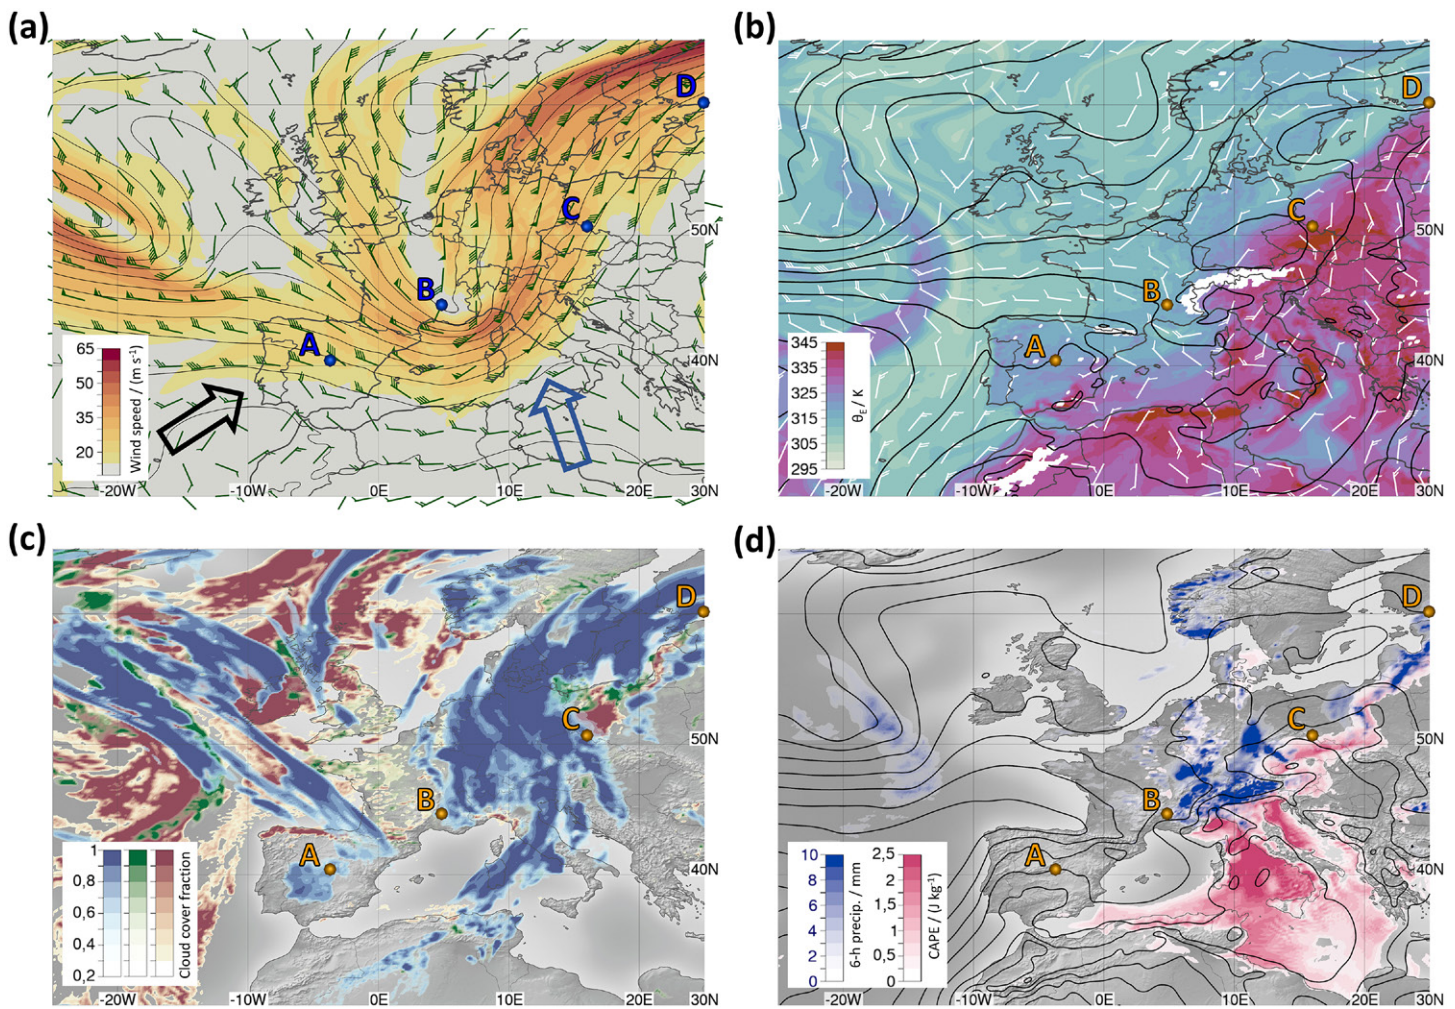 (a)
D
C
B
A
65
50
35
20
Wind speed / (m s⁻¹)
50N
40N
-20W
-10W
0E
10E
20E
30N
(b)
D
C
B
A
345
335
325
315
305
295
θE / K
50N
40N
-20W
-10W
0E
10E
20E
30N
(c)
D
C
B
A
1
0,8
0,6
0,4
0,2
Cloud cover fraction
50N
40N
-20W
-10W
0E
10E
20E
30N
(d)
D
C
B
A
10
8
6
4
2
0
6-h precip. / mm
2,5
2
1,5
1
0,5
0
CAPE / (J kg⁻¹)
50N
40N
-20W
-10W
0E
10E
20E
30N